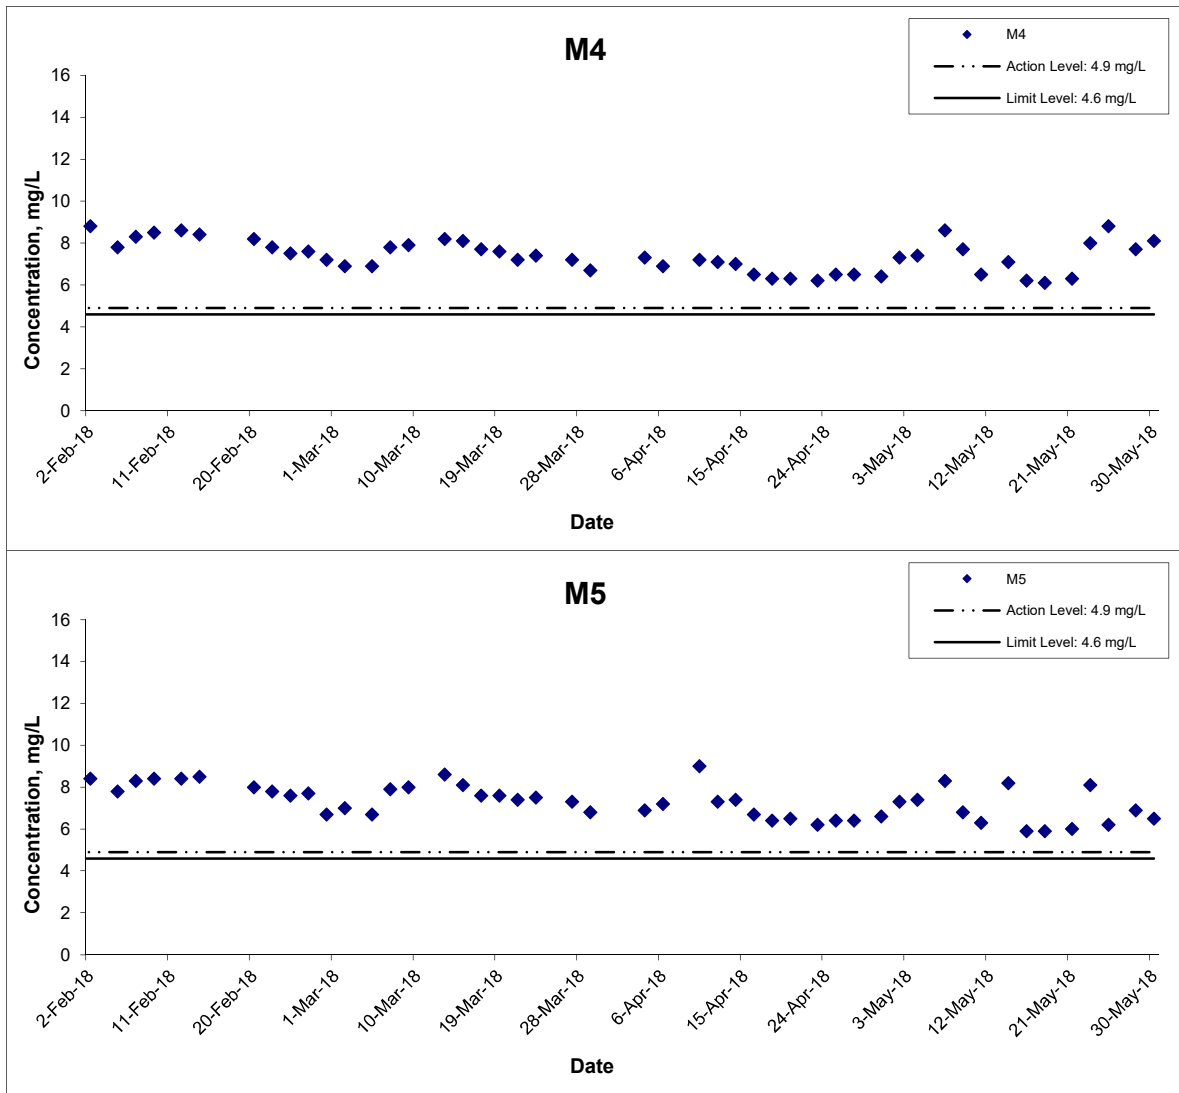 M4
M4
Action Level: 4.9 mg/L
Limit Level: 4.6 mg/L
Concentration, mg/L
16
14
12
10
8
6
4
2
0
2-Feb-18
11-Feb-18
20-Feb-18
1-Mar-18
10-Mar-18
19-Mar-18
28-Mar-18
6-Apr-18
15-Apr-18
24-Apr-18
3-May-18
12-May-18
21-May-18
30-May-18
Date
M5
M5
Action Level: 4.9 mg/L
Limit Level: 4.6 mg/L
Concentration, mg/L
16
14
12
10
8
6
4
2
0
2-Feb-18
11-Feb-18
20-Feb-18
1-Mar-18
10-Mar-18
19-Mar-18
28-Mar-18
6-Apr-18
15-Apr-18
24-Apr-18
3-May-18
12-May-18
21-May-18
30-May-18
Date